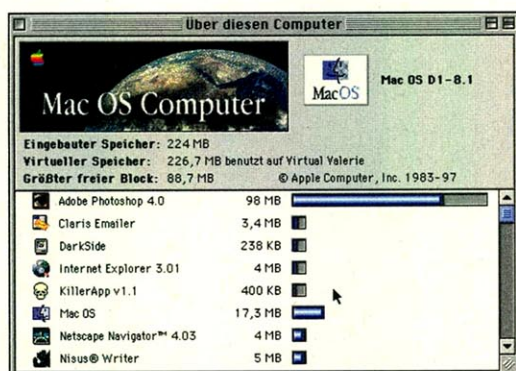 Über diesen Computer
Mac OS Computer
MacOS
Mac OS D1-8.1
Eingebauter Speicher: 224 MB
Virtueller Speicher: 226,7 MB benutzt auf Virtual Valerie
Größter freier Block: 88,7 MB © Apple Computer, Inc. 1983-97
Adobe Photoshop 4.0 98 MB
Claris Emailer 3,4 MB
DarkSide 238 KB
Internet Explorer 3.01 4 MB
KillerApp v1.1 400 KB
Mac OS 17,3 MB
Netscape Navigator™ 4.03 4 MB
Nisus® Writer 5 MB